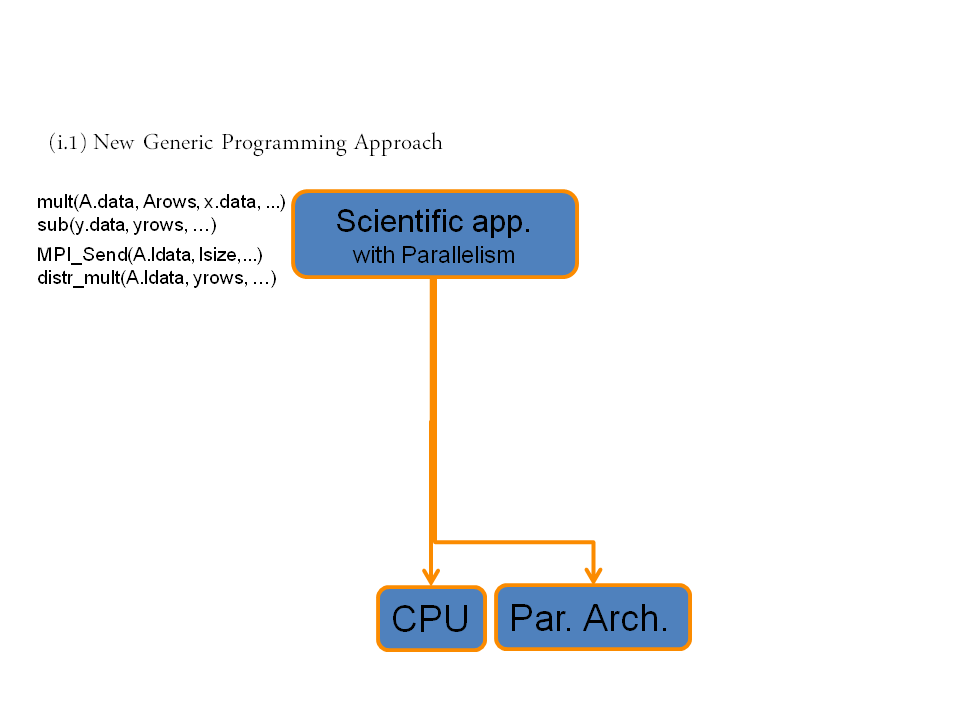 (i.1) New Generic Programming Approach
mult(A.data, Arows, x.data, ...)
sub(y.data, yrows, …)
MPI_Send(A.ldata, lsize,...)
distr_mult(A.ldata, yrows, …)
Scientific app.
with Parallelism
CPU
Par. Arch.